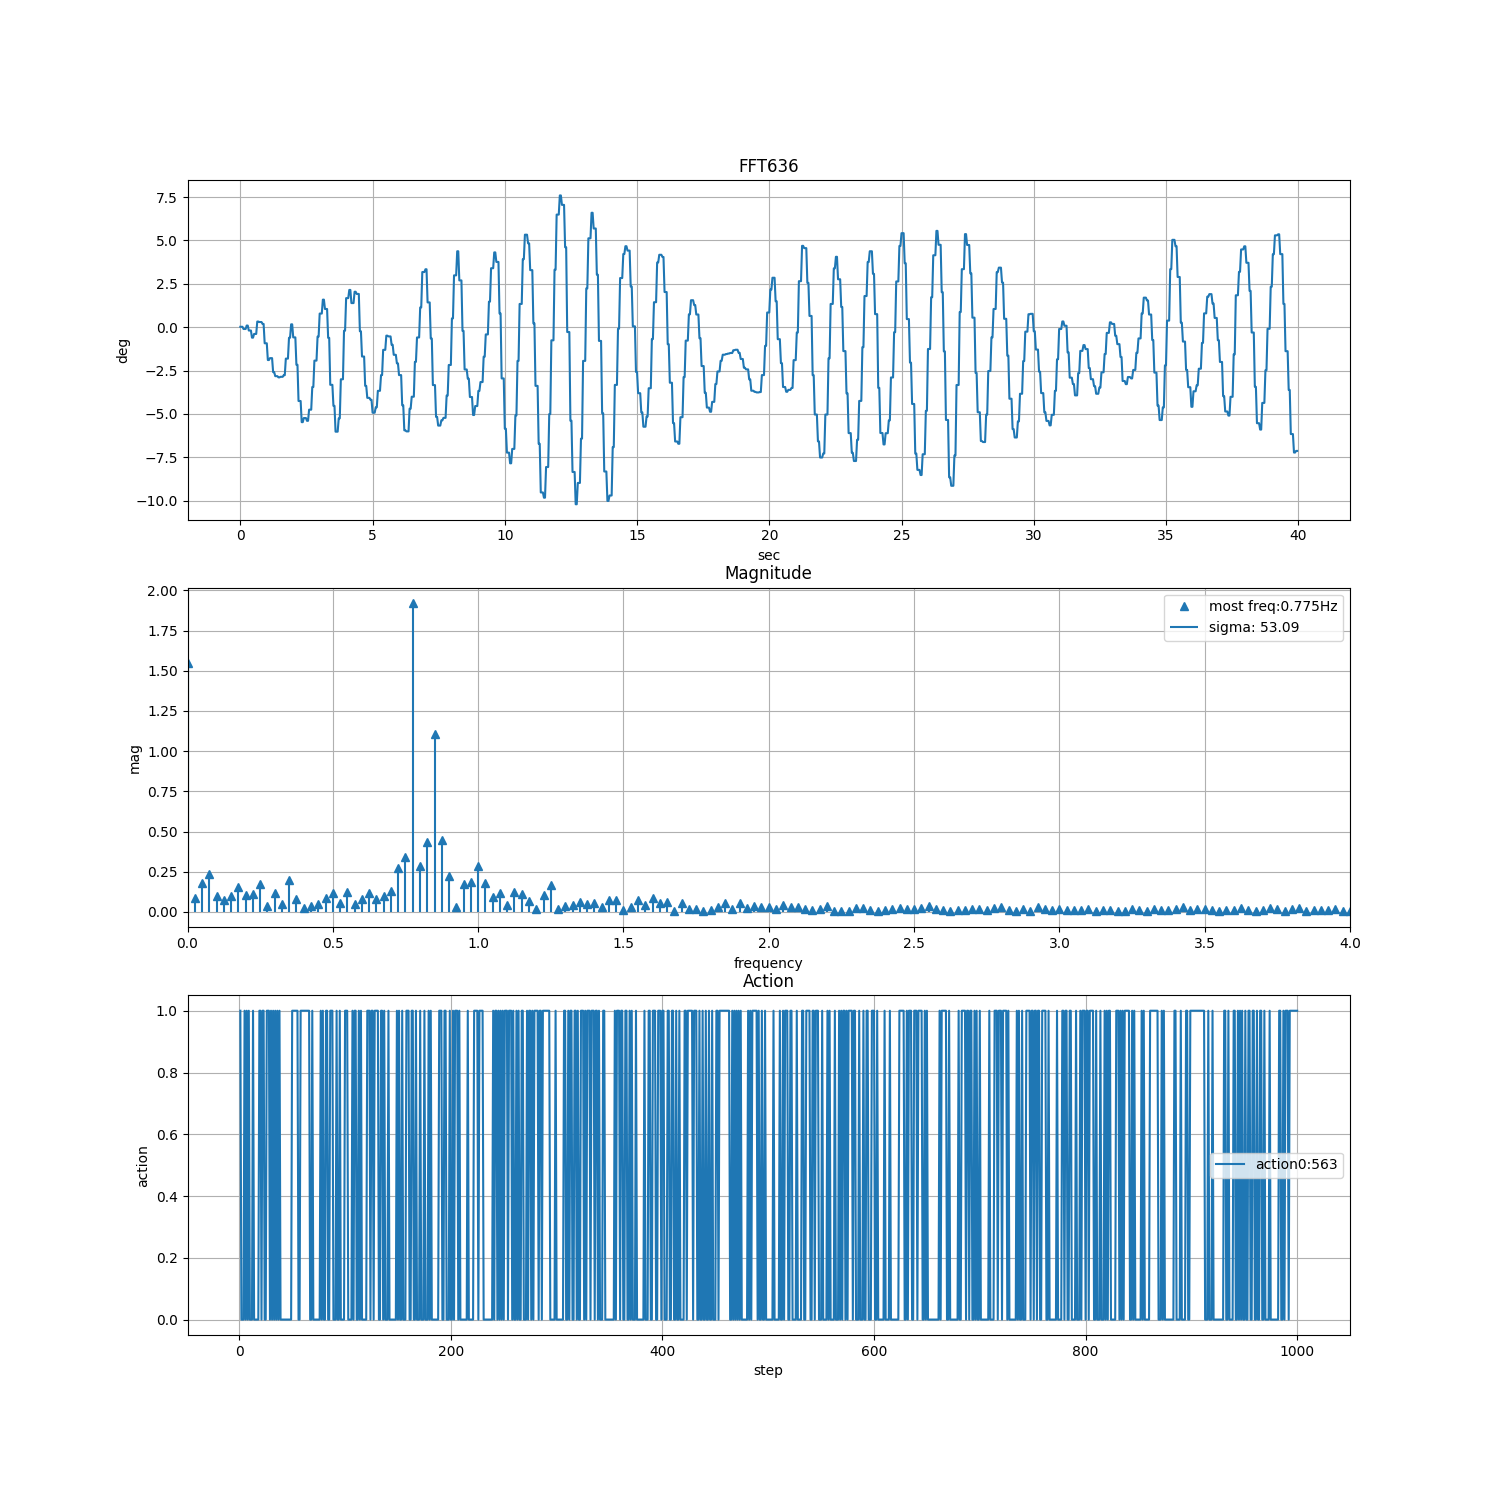 FFT636
7.5
5.0
2.5
0.0
−2.5
−5.0
−7.5
−10.0
deg
0 5 10 15 20 25 30 35 40
sec
Magnitude
2.00
1.75
1.50
1.25
1.00
0.75
0.50
0.25
0.00
mag
most freq:0.775Hz
sigma: 53.09
0.0 0.5 1.0 1.5 2.0 2.5 3.0 3.5 4.0
frequency
Action
1.0
0.8
0.6
0.4
0.2
0.0
action
action0:563
0 200 400 600 800 1000
step